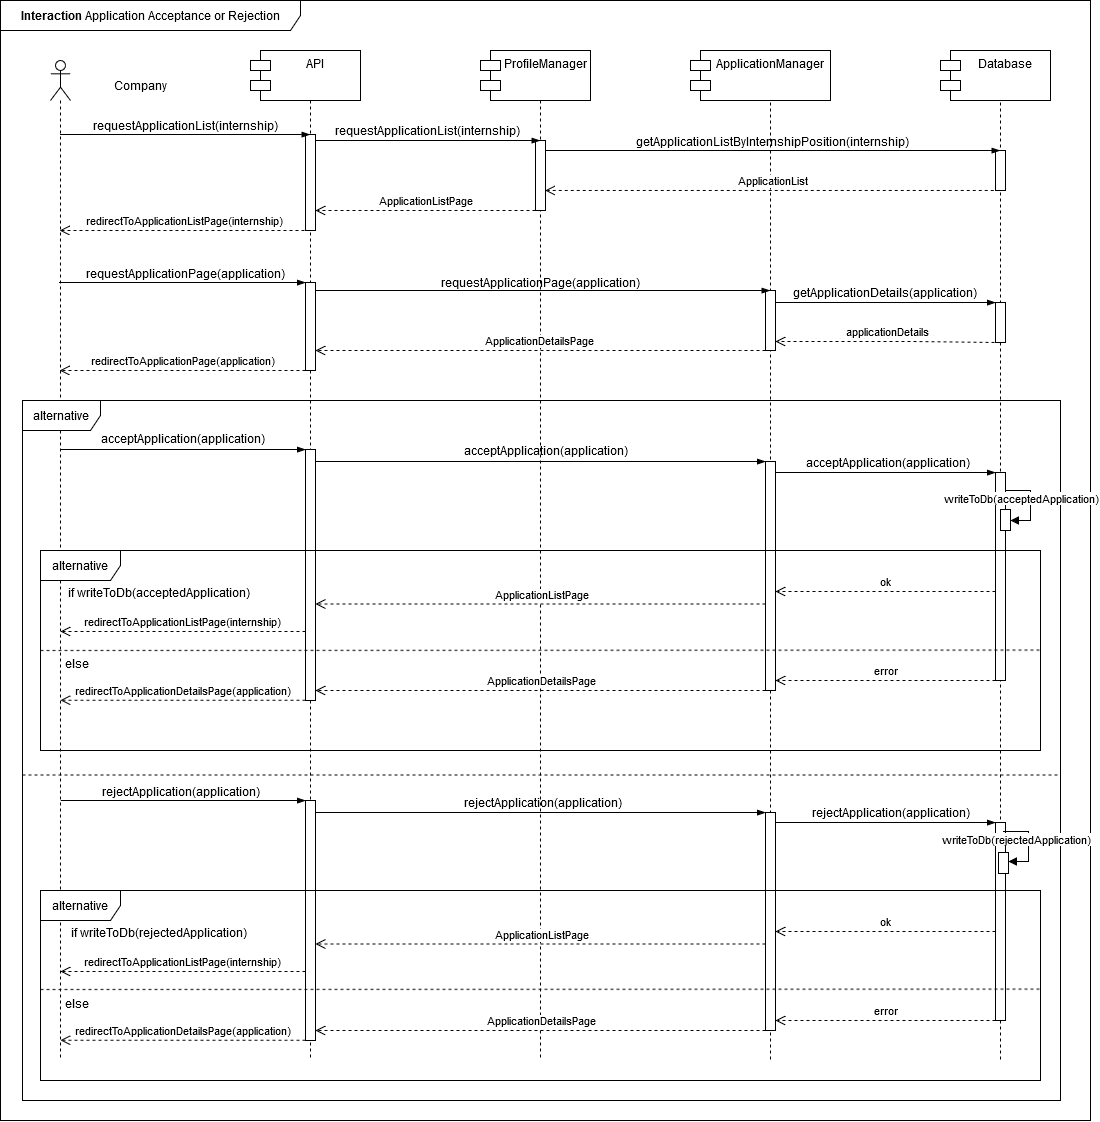 Interaction Application Acceptance or Rejection
Company
API
ProfileManager
ApplicationManager
Database
requestApplicationList(internship)
requestApplicationList(internship)
getApplicationListByInternshipPosition(internship)
ApplicationList
ApplicationListPage
redirectToApplicationListPage(internship)
requestApplicationPage(application)
requestApplicationPage(application)
getApplicationDetails(application)
applicationDetails
ApplicationDetailsPage
redirectToApplicationPage(application)
alternative
acceptApplication(application)
acceptApplication(application)
acceptApplication(application)
writeToDb(acceptedApplication)
alternative
if writeToDb(acceptedApplication)
ok
ApplicationListPage
redirectToApplicationListPage(internship)
else
error
ApplicationDetailsPage
redirectToApplicationDetailsPage(application)
rejectApplication(application)
rejectApplication(application)
rejectApplication(application)
writeToDb(rejectedApplication)
alternative
if writeToDb(rejectedApplication)
ok
ApplicationListPage
redirectToApplicationListPage(internship)
else
error
ApplicationDetailsPage
redirectToApplicationDetailsPage(application)